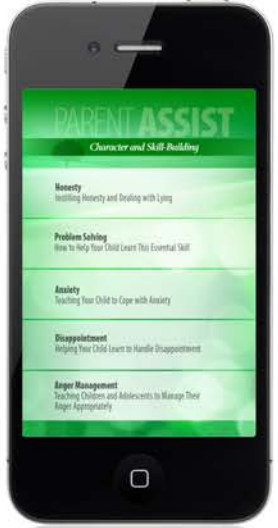 PARENT ASSIST
Character and Skill-Building
Honesty
Instilling Honesty and Dealing with Lying
Problem Solving
How to Help Your Child Learn This Essential Skill
Anxiety
Teaching Your Child to Cope with Anxiety
Disappointment
Helping Your Child Learn to Handle Disappointment
Anger Management
Teaching Children and Adolescents to Manage Their
Anger Appropriately